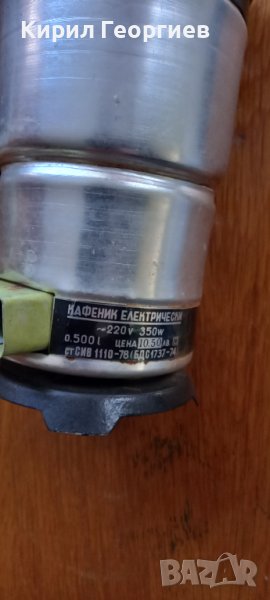 Кирил Георгиев
КАФЕНИК ЕЛЕКТРИЧЕСКИ
~220V 350W
0.500 l ЦЕНА 10.50 ЛВ
ст СИВ 1110-78 (БДС 1737-74)
BAZAR